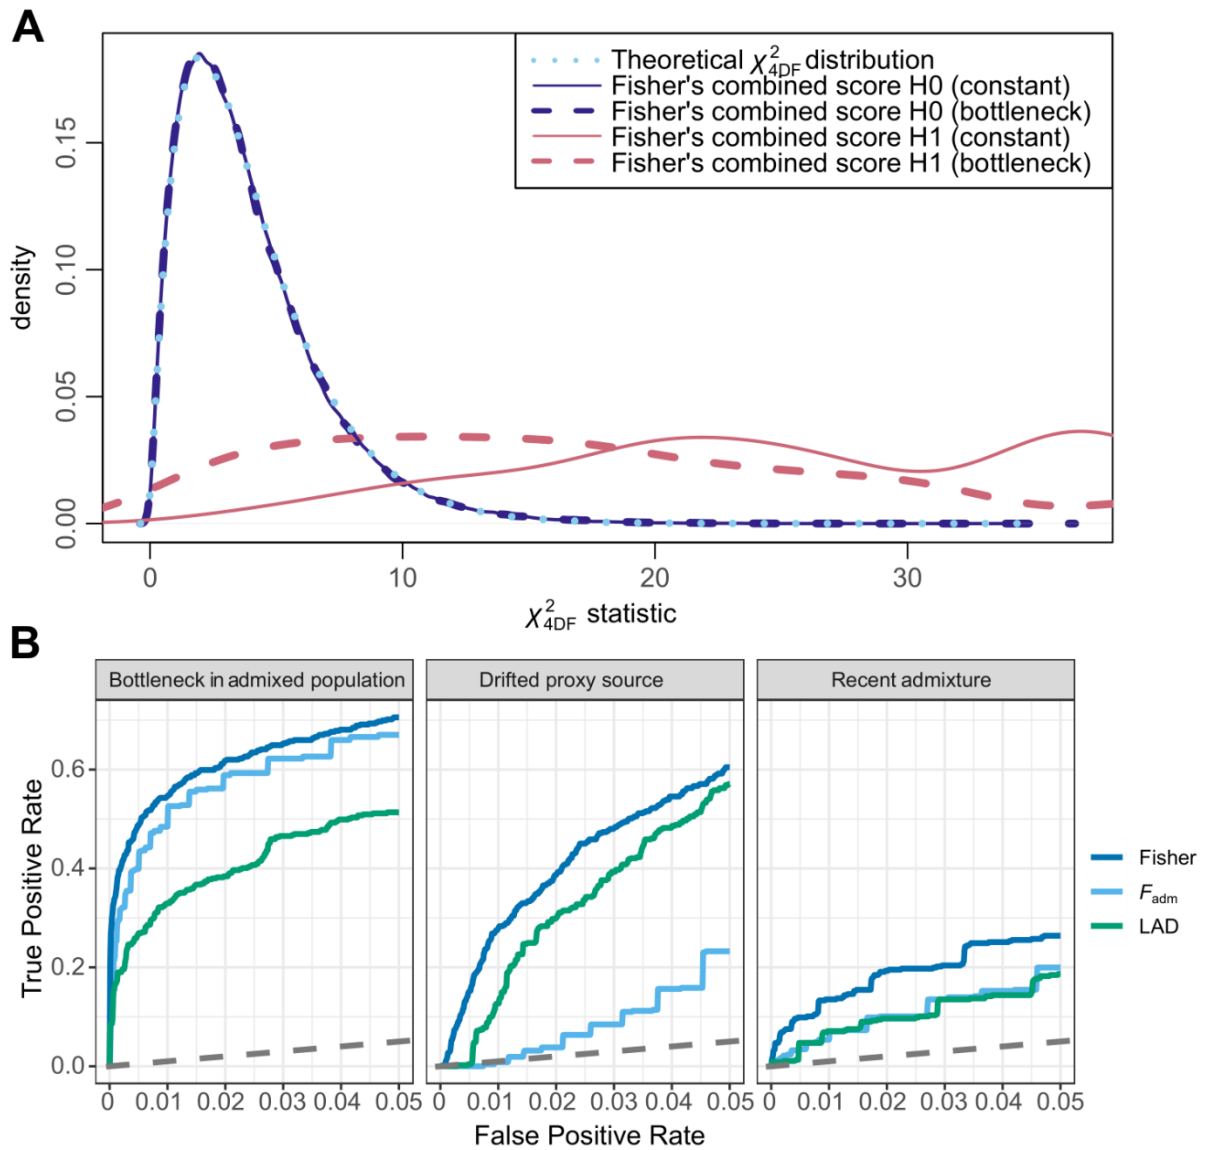 A
Theoretical χ²4DF distribution
Fisher's combined score H0 (constant)
Fisher's combined score H0 (bottleneck)
Fisher's combined score H1 (constant)
Fisher's combined score H1 (bottleneck)
density
0.15
0.10
0.05
0.00
0 10 20 30
χ²4DF statistic
B
Bottleneck in admixed population Drifted proxy source Recent admixture
True Positive Rate
0.6
0.4
0.2
0.0
Fisher
Fadm
LAD
0 0.01 0.02 0.03 0.04 0.05 0 0.01 0.02 0.03 0.04 0.05 0 0.01 0.02 0.03 0.04 0.05
False Positive Rate